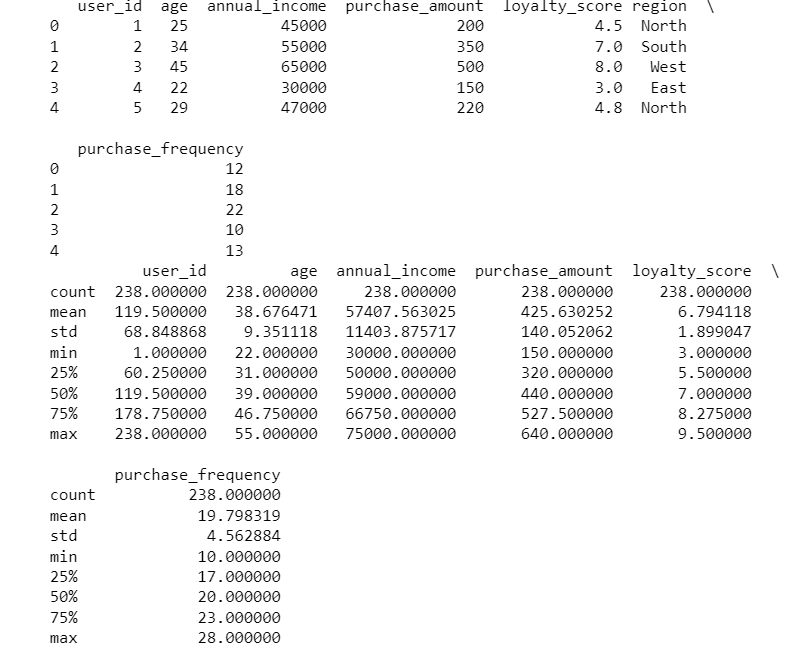 user_id age annual_income purchase_amount loyalty_score region \
0 1 25 45000 200 4.5 North
1 2 34 55000 350 7.0 South
2 3 45 65000 500 8.0 West
3 4 22 30000 150 3.0 East
4 5 29 47000 220 4.8 North
purchase_frequency
0 12
1 18
2 22
3 10
4 13
user_id age annual_income purchase_amount loyalty_score \
count 238.000000 238.000000 238.000000 238.000000 238.000000
mean 119.500000 38.676471 57407.563025 425.630252 6.794118
std 68.848868 9.351118 11403.875717 140.052062 1.899047
min 1.000000 22.000000 30000.000000 150.000000 3.000000
25% 60.250000 31.000000 50000.000000 320.000000 5.500000
50% 119.500000 39.000000 59000.000000 440.000000 7.000000
75% 178.750000 46.750000 66750.000000 527.500000 8.275000
max 238.000000 55.000000 75000.000000 640.000000 9.500000
purchase_frequency
count 238.000000
mean 19.798319
std 4.562884
min 10.000000
25% 17.000000
50% 20.000000
75% 23.000000
max 28.000000